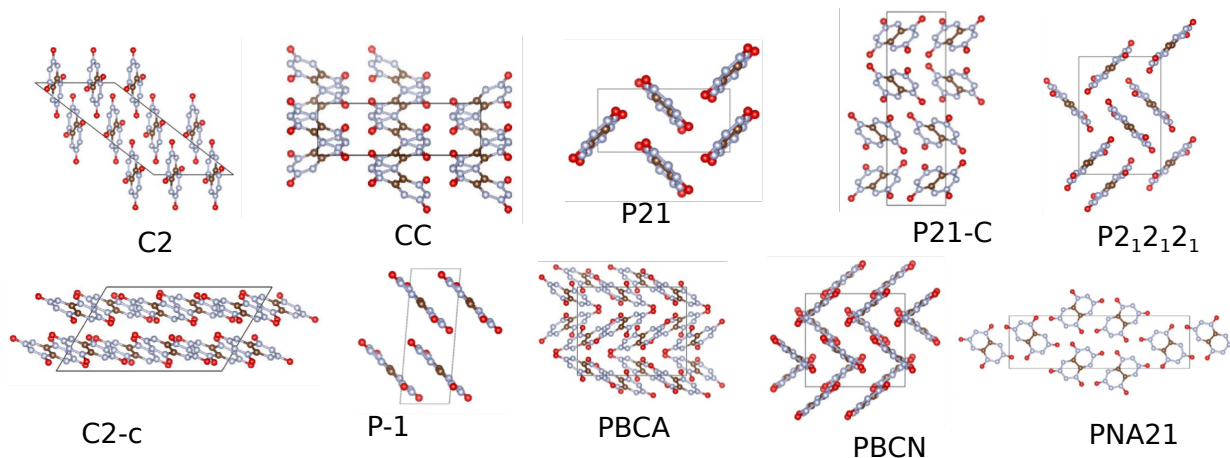 C2
CC
P21
P21-C
P2₁2₁2₁
C2-c
P-1
PBCA
PBCN
PNA21